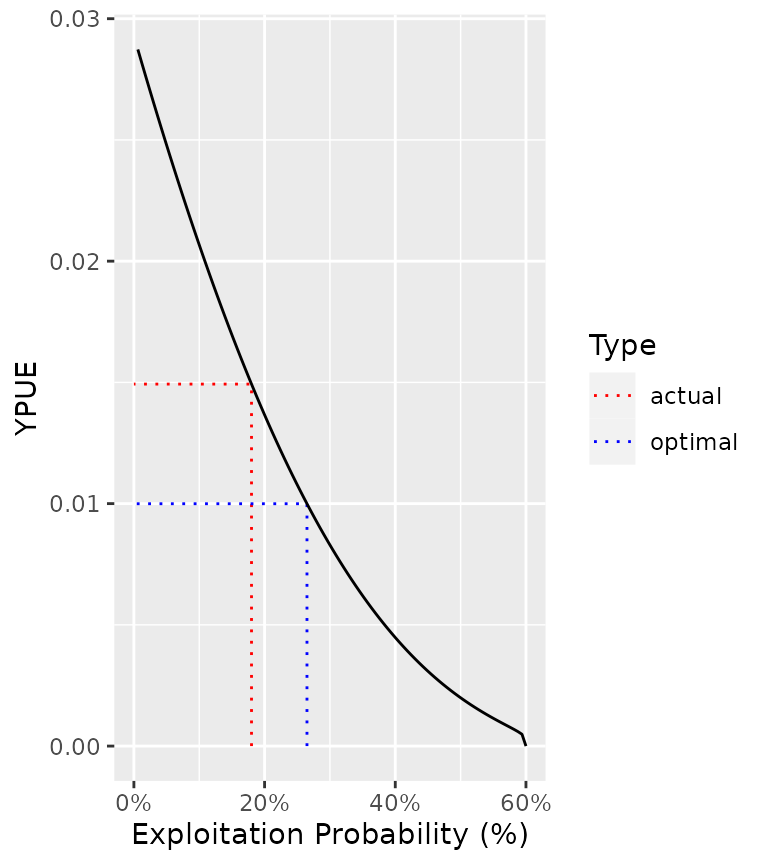 0.03
0.02
0.01
0.00
YPUE
0% 20% 40% 60%
Exploitation Probability (%)
Type
actual
optimal